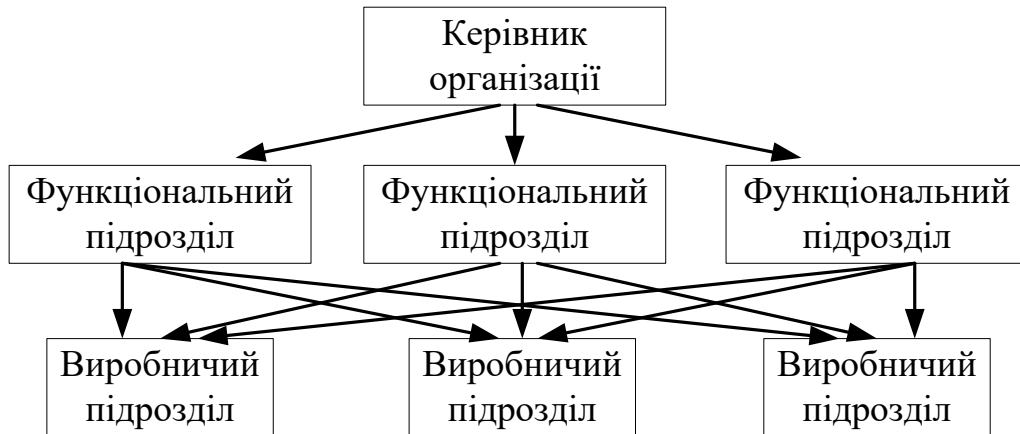 Керівник
організації
Функціональний
підрозділ
Функціональний
підрозділ
Функціональний
підрозділ
Виробничий
підрозділ
Виробничий
підрозділ
Виробничий
підрозділ